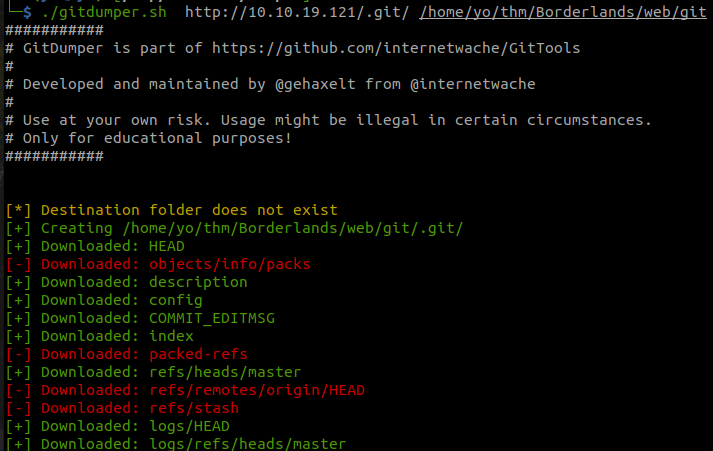 $ ./gitdumper.sh http://10.10.19.121/.git/ /home/yo/thm/Borderlands/web/git
###########
# GitDumper is part of https://github.com/internetwache/GitTools
#
# Developed and maintained by @gehaxelt from @internetwache
#
# Use at your own risk. Usage might be illegal in certain circumstances.
# Only for educational purposes!
###########
[*] Destination folder does not exist
[+] Creating /home/yo/thm/Borderlands/web/git/.git/
[+] Downloaded: HEAD
[-] Downloaded: objects/info/packs
[+] Downloaded: description
[+] Downloaded: config
[+] Downloaded: COMMIT_EDITMSG
[+] Downloaded: index
[-] Downloaded: packed-refs
[+] Downloaded: refs/heads/master
[-] Downloaded: refs/remotes/origin/HEAD
[-] Downloaded: refs/stash
[+] Downloaded: logs/HEAD
[+] Downloaded: logs/refs/heads/master